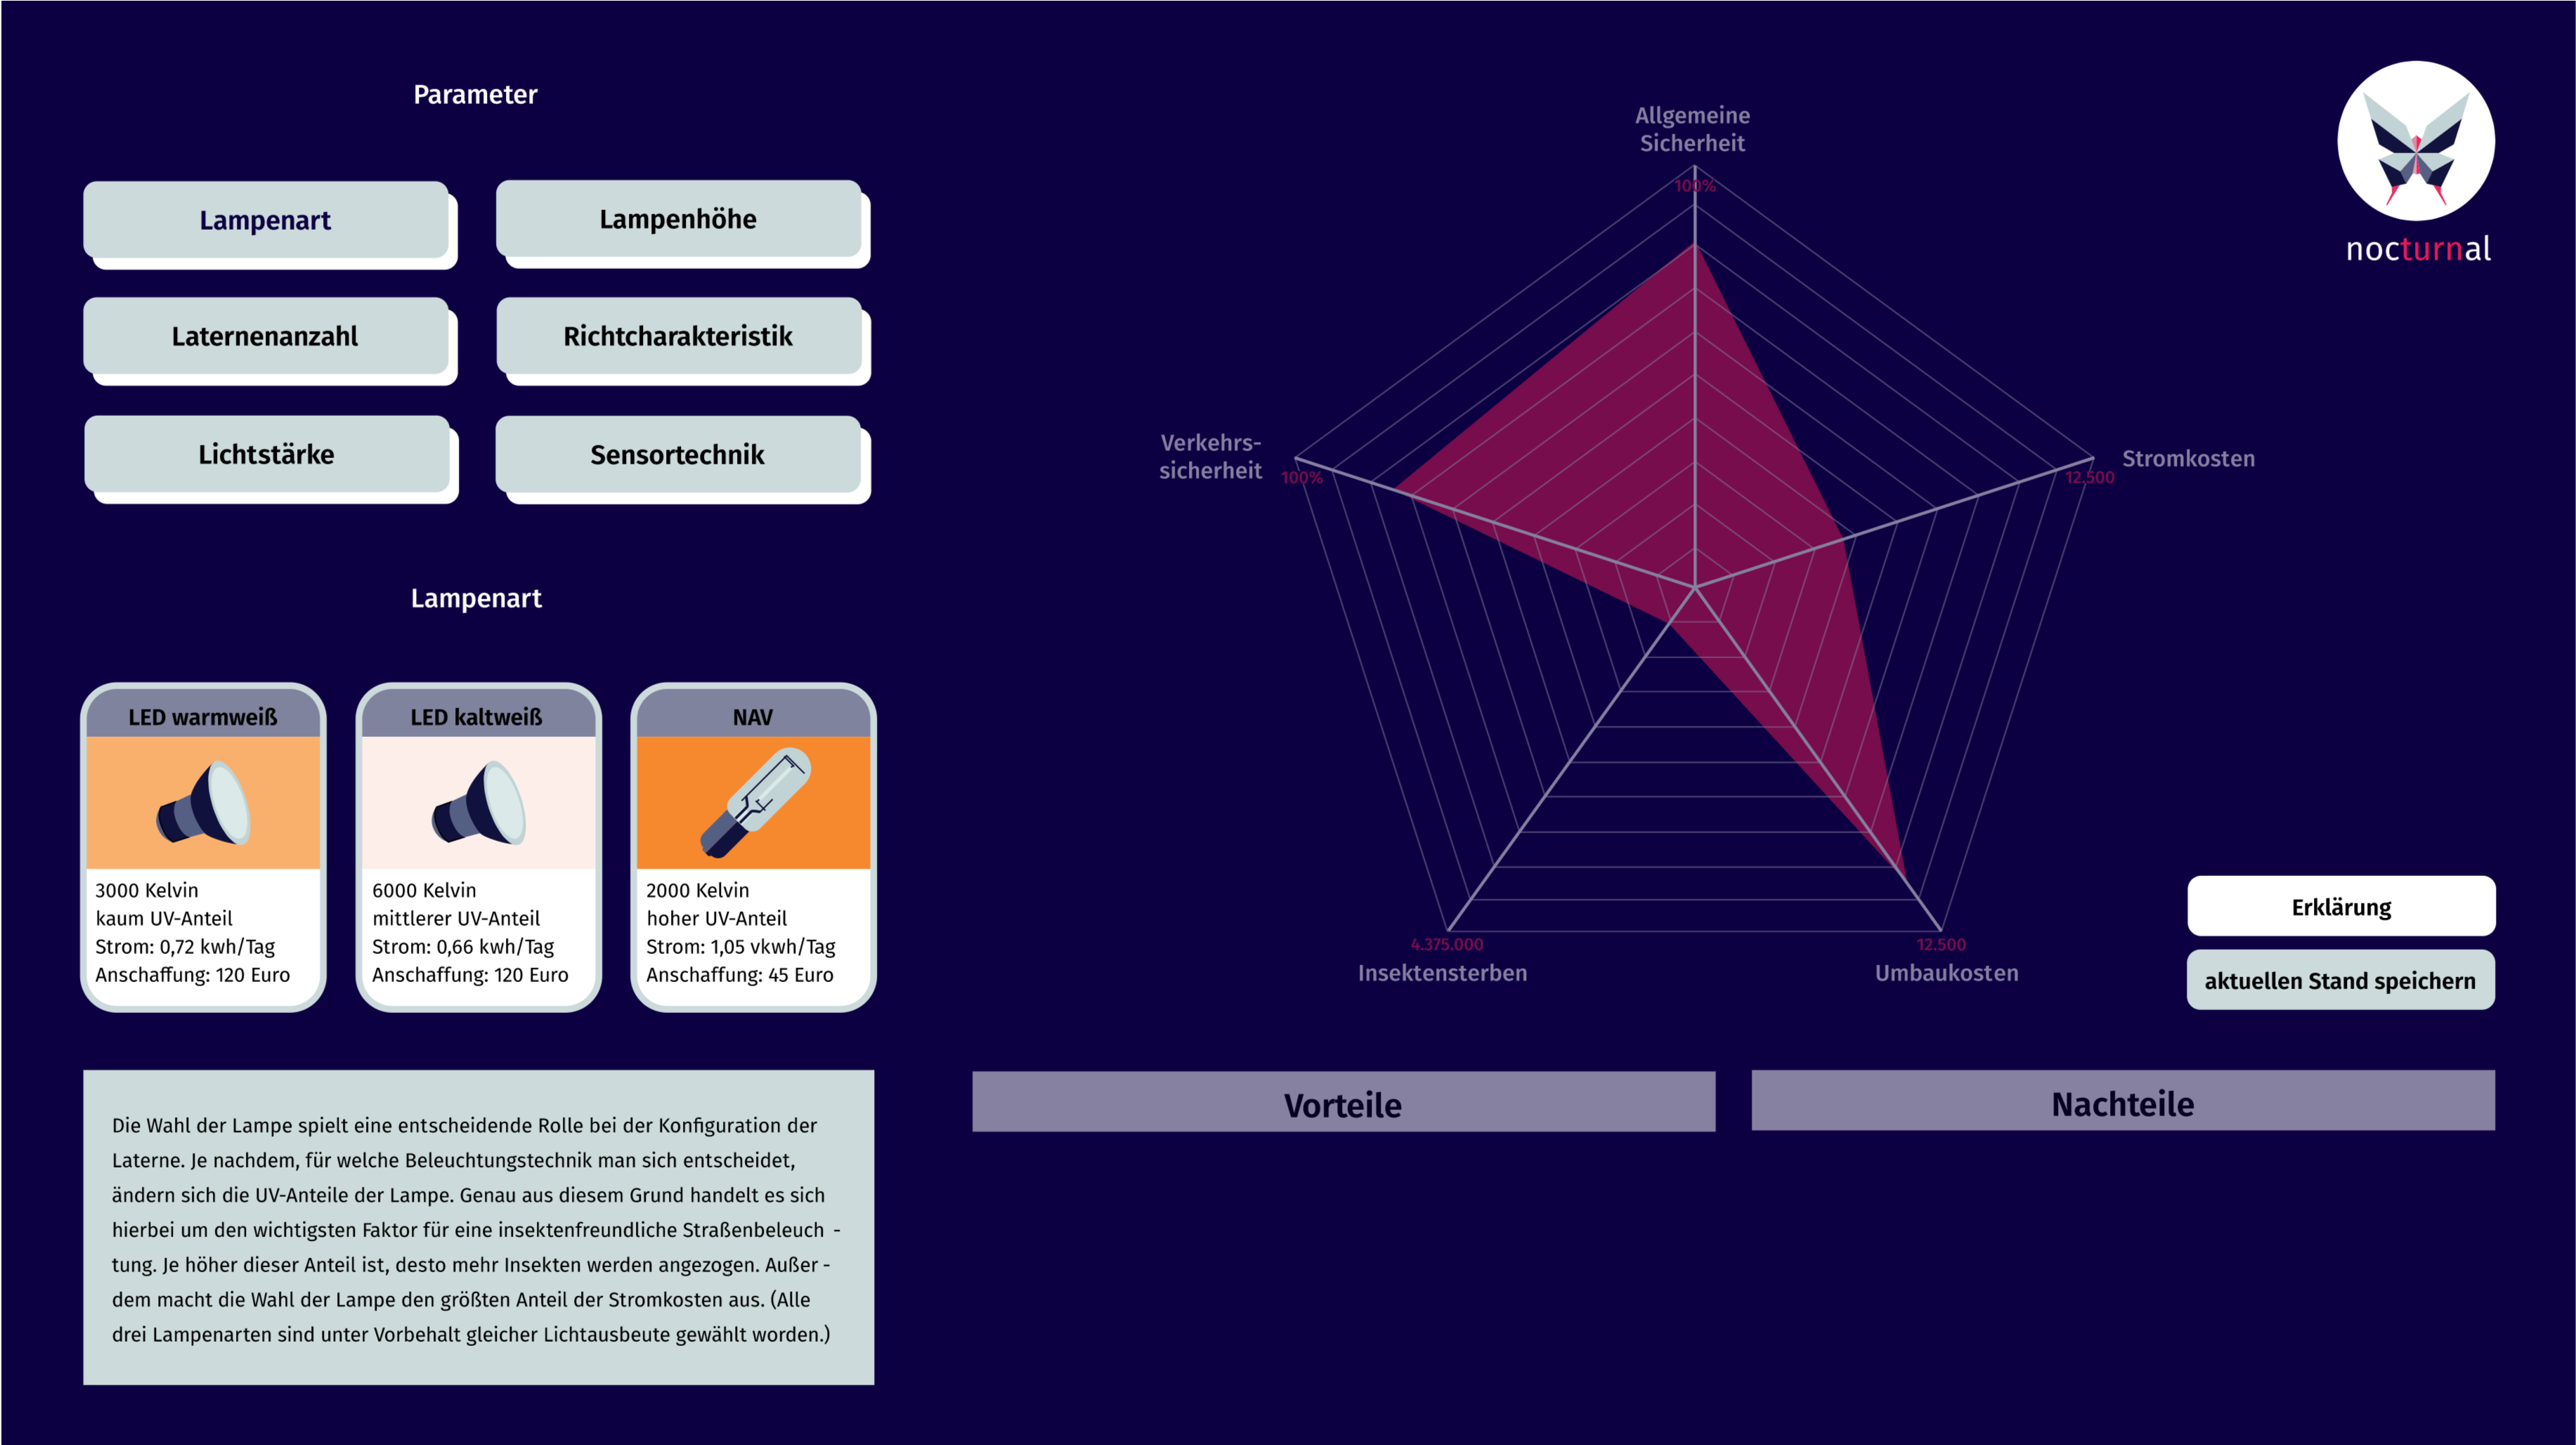 Parameter
Lampenart
Lampenhöhe
Laternenanzahl
Richtcharakteristik
Lichtstärke
Sensortechnik
Lampenart
LED warmweiß
3000 Kelvin
kaum UV-Anteil
Strom: 0,72 kwh/Tag
Anschaffung: 120 Euro
LED kaltweiß
6000 Kelvin
mittlerer UV-Anteil
Strom: 0,66 kwh/Tag
Anschaffung: 120 Euro
NAV
2000 Kelvin
hoher UV-Anteil
Strom: 1,05 vkwh/Tag
Anschaffung: 45 Euro
Die Wahl der Lampe spielt eine entscheidende Rolle bei der Konfiguration der
Laterne. Je nachdem, für welche Beleuchtungstechnik man sich entscheidet,
ändern sich die UV-Anteile der Lampe. Genau aus diesem Grund handelt es sich
hierbei um den wichtigsten Faktor für eine insektenfreundliche Straßenbeleuch -
tung. Je höher dieser Anteil ist, desto mehr Insekten werden angezogen. Außer -
dem macht die Wahl der Lampe den größten Anteil der Stromkosten aus. (Alle
drei Lampenarten sind unter Vorbehalt gleicher Lichtausbeute gewählt worden.)
Allgemeine
Sicherheit
100%
Verkehrs-
sicherheit
100%
Stromkosten
12.500
4.375.000
Insektensterben
12.500
Umbaukosten
nocturnal
Erklärung
aktuellen Stand speichern
Vorteile
Nachteile